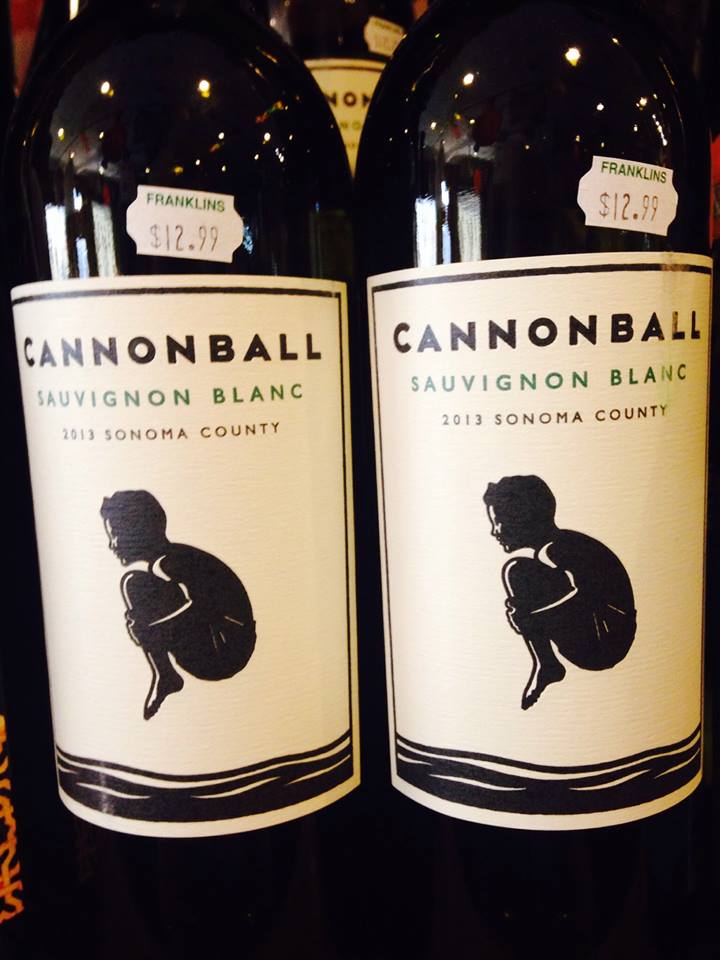 FRANKLINS
$12.99
CANNONBALL
SAUVIGNON BLANC
2013 SONOMA COUNTY
FRANKLINS
$12.99
CANNONBALL
SAUVIGNON BLANC
2013 SONOMA COUNTY